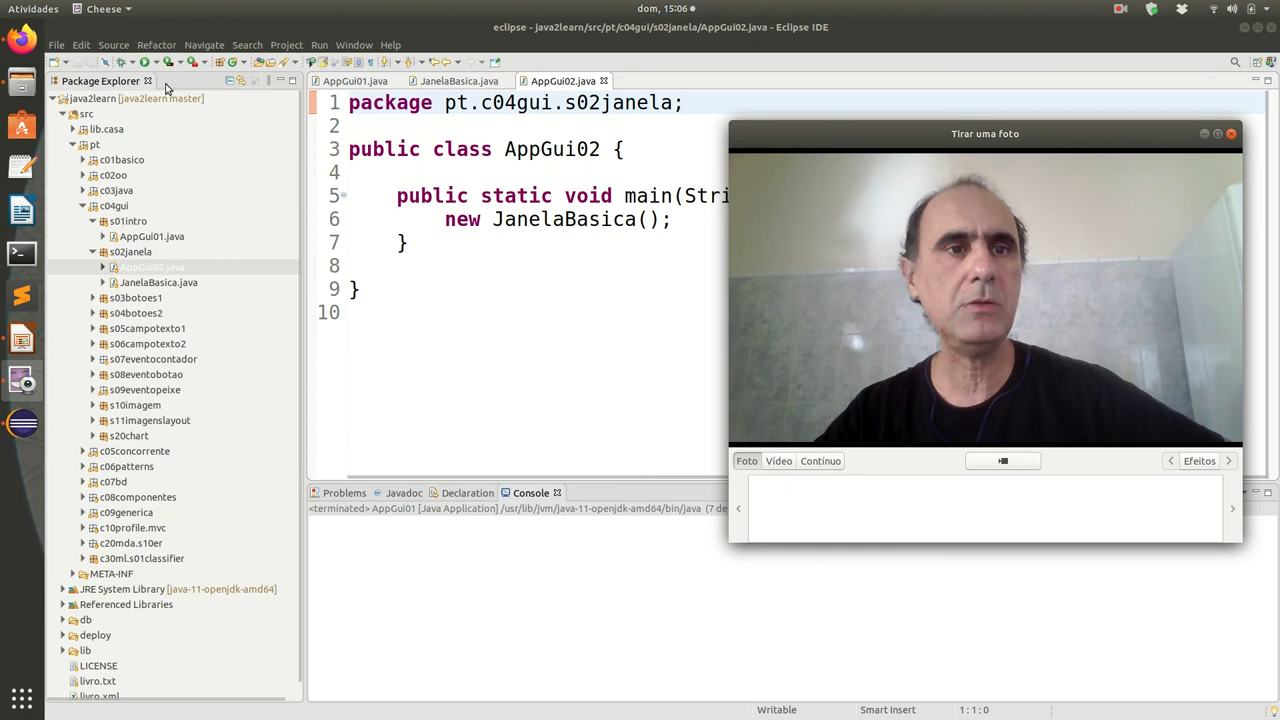 Atividades
Cheese
dom, 15:06
eclipse - java2learn/src/pt/c04gui/s02janela/AppGui02.java - Eclipse IDE
File Edit Source Refactor Navigate Search Project Run Window Help
Package Explorer
AppGui01.java
JanelaBasica.java
AppGui02.java
java2learn [java2learn master]
src
lib.casa
pt
c01basico
c02oo
c03java
c04gui
s01intro
AppGui01.java
s02janela
AppGui02.java
JanelaBasica.java
s03botoes1
s04botoes2
s05campotexto1
s06campotexto2
s07eventocontador
s08eventobotao
s09eventopeixe
s10imagem
s11imagenslayout
s20chart
c05concorrente
c06patterns
c07bd
c08componentes
c09generica
c10profile.mvc
c20mda.s10er
c30ml.s01classifier
META-INF
JRE System Library [java-11-openjdk-amd64]
Referenced Libraries
db
deploy
lib
LICENSE
livro.txt
livro.xml
1 package pt.c04gui.s02janela;
2
3 public class AppGui02 {
4
5 public static void main(Stri
6 new JanelaBasica();
7 }
8
9 }
10
Tirar uma foto
Foto Vídeo Contínuo
Efeitos
Problems Javadoc Declaration Console
<terminated> AppGui01 [Java Application] /usr/lib/jvm/java-11-openjdk-amd64/bin/java (7 de
Writable Smart Insert 1 : 1 : 0